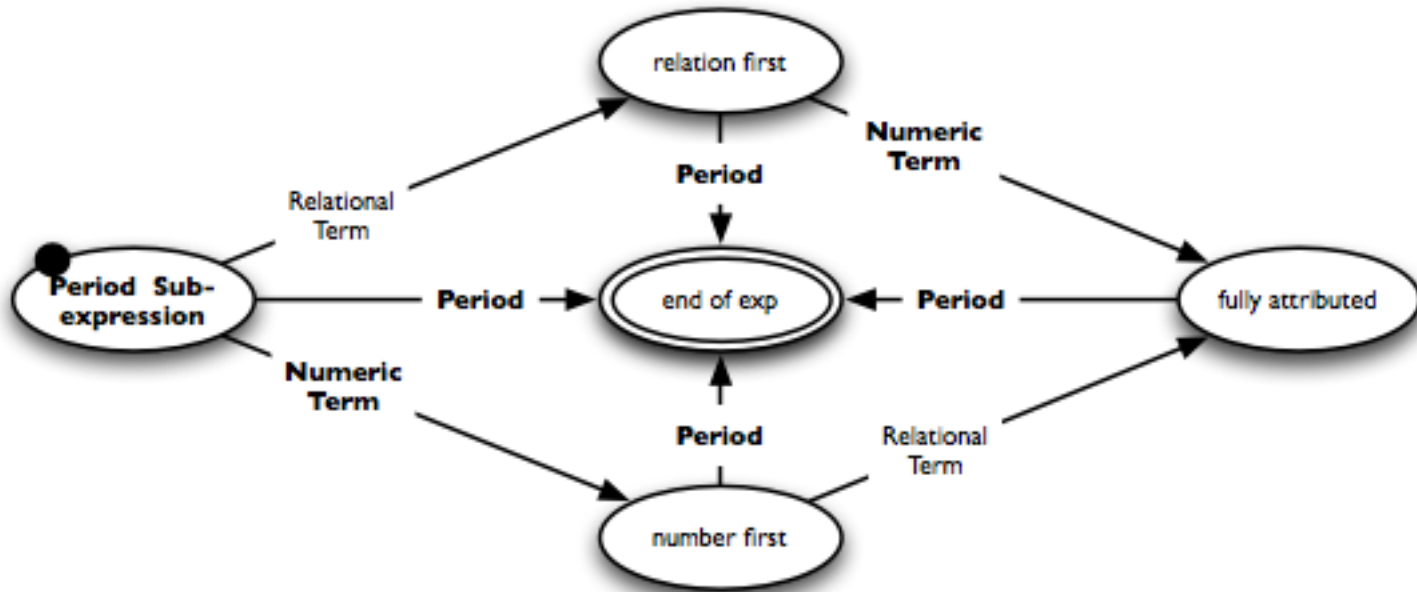 relation first
Numeric
Term
Period
Relational
Term
Period Sub-
expression
Period
end of exp
Period
fully attributed
Numeric
Term
Period
Relational
Term
number first